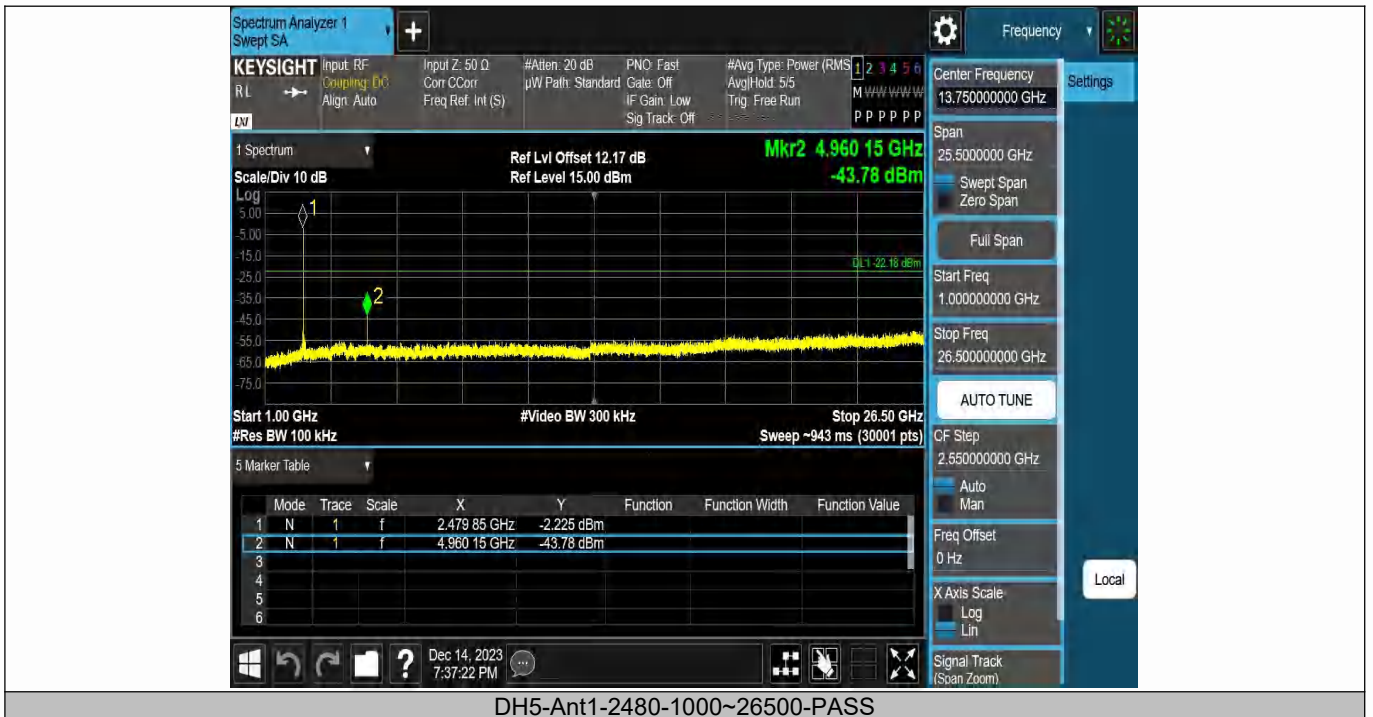 Spectrum Analyzer 1
Swept SA
+
Frequency
KEYSIGHT
Input: RF
Input Z: 50 Ω
#Atten: 20 dB
PNO: Fast
#Avg Type: Power (RMS
1 2 3 4 5 6
RL
Coupling: DC
Corr CCorr
µW Path: Standard
Gate: Off
Avg|Hold: 5/5
M W W W W W
Align: Auto
Freq Ref: Int (S)
IF Gain: Low
Trig: Free Run
LXI
Sig Track: Off
P P P P P P
Center Frequency
13.750000000 GHz
Settings
1 Spectrum
Ref Lvl Offset 12.17 dB
Mkr2 4.960 15 GHz
Scale/Div 10 dB
Ref Level 15.00 dBm
-43.78 dBm
Log
5.00
-5.00
-15.0
-25.0
-35.0
-45.0
-55.0
-65.0
-75.0
1
2
DL1 -22.18 dBm
Start 1.00 GHz
#Video BW 300 kHz
Stop 26.50 GHz
#Res BW 100 kHz
Sweep ~943 ms (30001 pts)
Span
25.5000000 GHz
Swept Span
Zero Span
Full Span
Start Freq
1.000000000 GHz
Stop Freq
26.500000000 GHz
AUTO TUNE
CF Step
2.550000000 GHz
Auto
Man
Freq Offset
0 Hz
X Axis Scale
Log
Lin
Signal Track
(Span Zoom)
Local
5 Marker Table
Mode Trace Scale X Y Function Function Width Function Value
1 N 1 f 2.479 85 GHz -2.225 dBm
2 N 1 f 4.960 15 GHz -43.78 dBm
3
4
5
6
?
Dec 14, 2023
7:37:22 PM
DH5-Ant1-2480-1000~26500-PASS